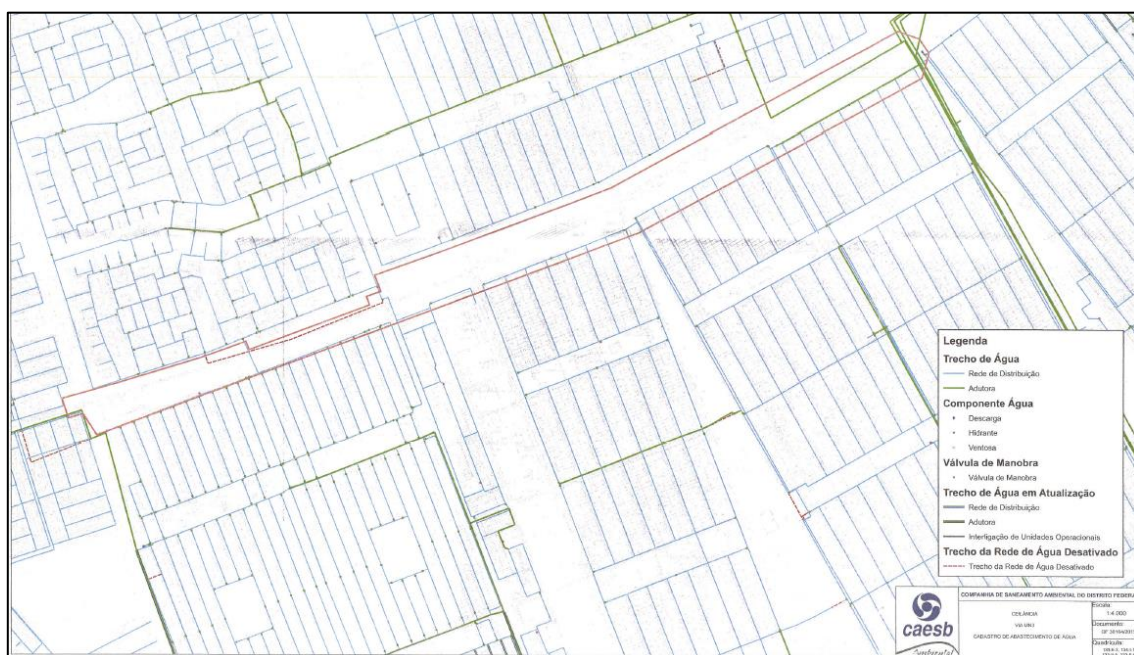 Legenda
Trecho de Água
Rede de Distribuição
Adutora
Componente Água
Descarga
Hidrante
Ventosa
Válvula de Manobra
Válvula de Manobra
Trecho de Água em Atualização
Rede de Distribuição
Adutora
Interligação de Unidades Operacionais
Trecho da Rede de Água Desativado
Trecho da Rede de Água Desativado
caesb
COMPANHIA DE SANEAMENTO AMBIENTAL DO DISTRITO FEDERAL
CEILÂNDIA
CADASTRO DE ABASTECIMENTO DE ÁGUA
Escala:
1:4.000
Documento:
Quadrícula: